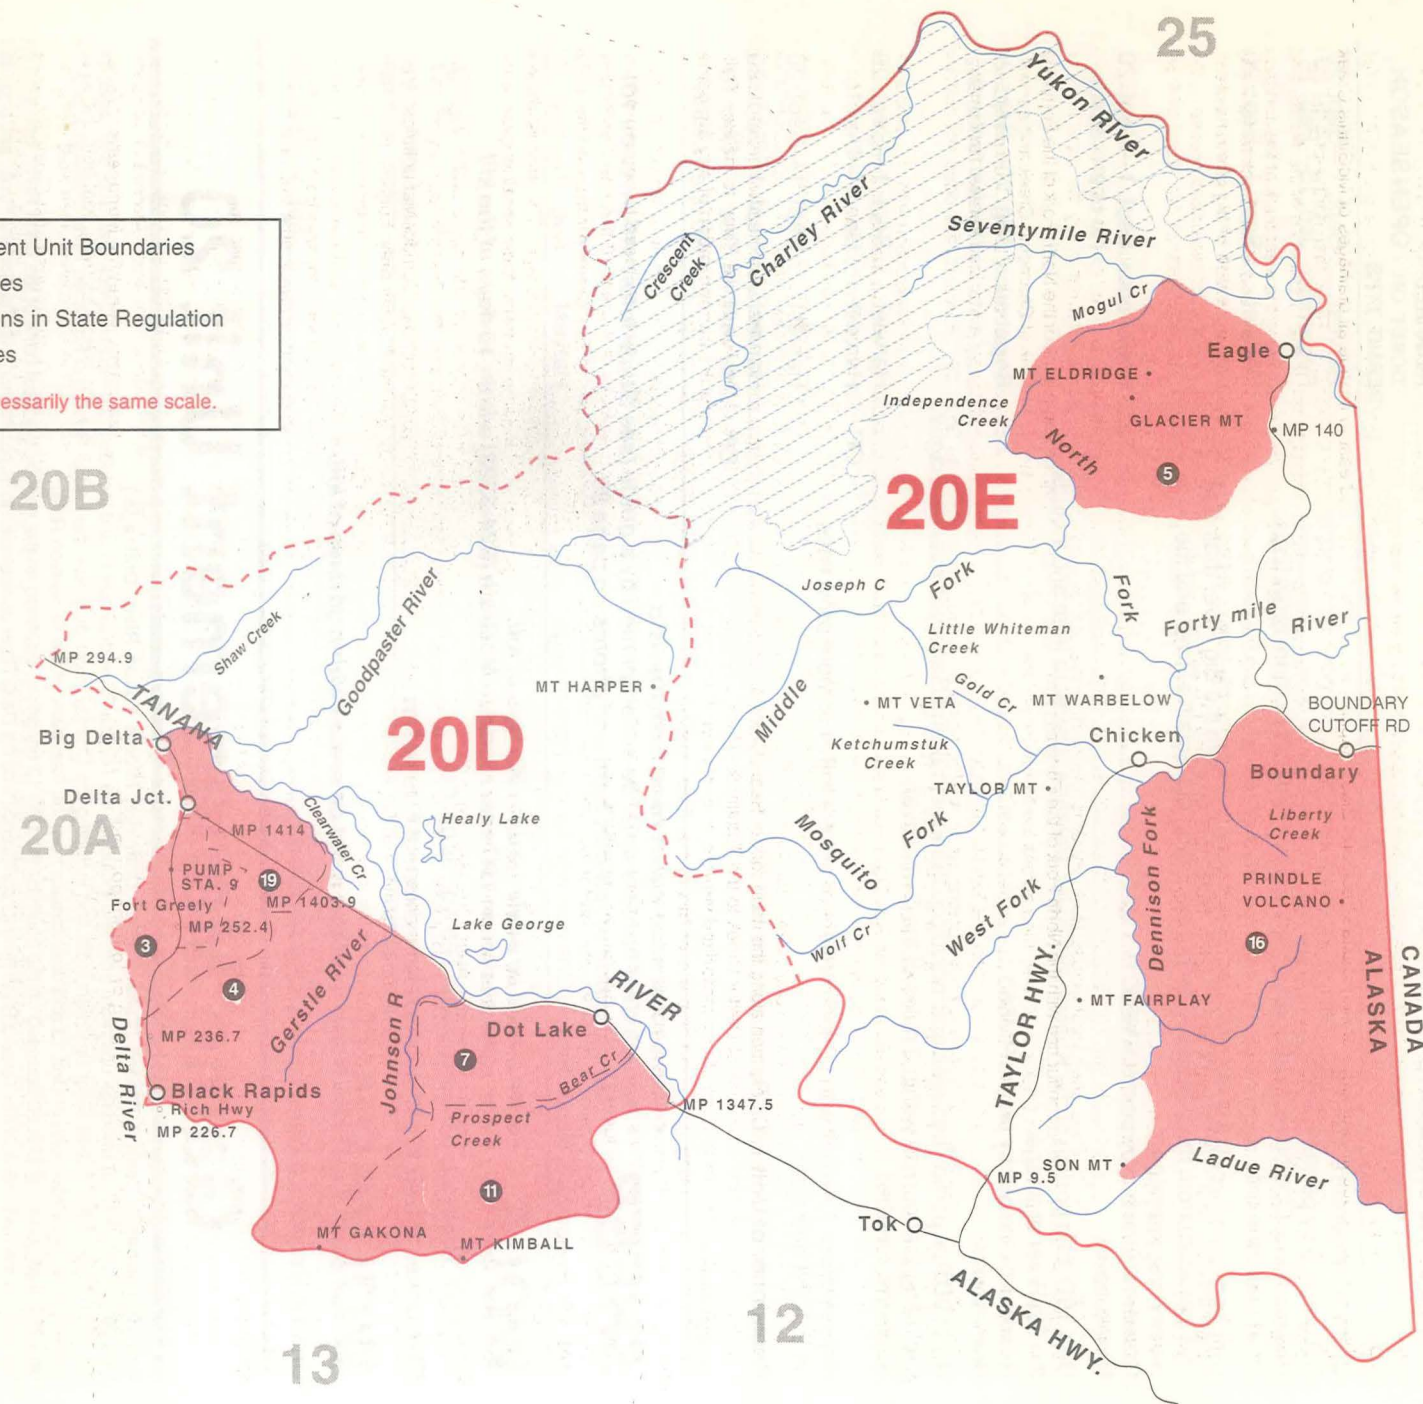 25
Yukon River
ent Unit Boundaries
es
ns in State Regulation
es
essarily the same scale.
Crescent
Creek
Charley River
Seventymile River
Mogul Cr
Eagle
MT ELDRIDGE
GLACIER MT
Independence
Creek
North
MP 140
5
20B
20E
Joseph C
Fork
Fork
Forty mile
River
Little Whiteman
Creek
Shaw Creek
Goodpaster River
MP 294.9
MT HARPER
Middle
MT VETA
Gold Cr
MT WARBELOW
BOUNDARY
CUTOFF RD
TANANA
Big Delta
20D
Ketchumstuk
Creek
Chicken
Boundary
Delta Jct.
TAYLOR MT
20A
MP 1414
Clearwater Cr
Healy Lake
Mosquito
Fork
Dennison Fork
Liberty
Creek
PUMP
STA. 9
19
MP 1403.9
Fort Greely
MP 252.4
PRINDLE
VOLCANO
3
Lake George
Wolf Cr
West Fork
16
4
Gerstle River
RIVER
TAYLOR HWY.
MT FAIRPLAY
ALASKA
CANADA
Delta River
MP 236.7
Johnson R
Dot Lake
7
Bear Cr
Black Rapids
Rich Hwy
MP 226.7
Prospect
Creek
MP 1347.5
11
SON MT
MP 9.5
Ladue River
MT GAKONA
MT KIMBALL
Tok
ALASKA HWY.
12
13